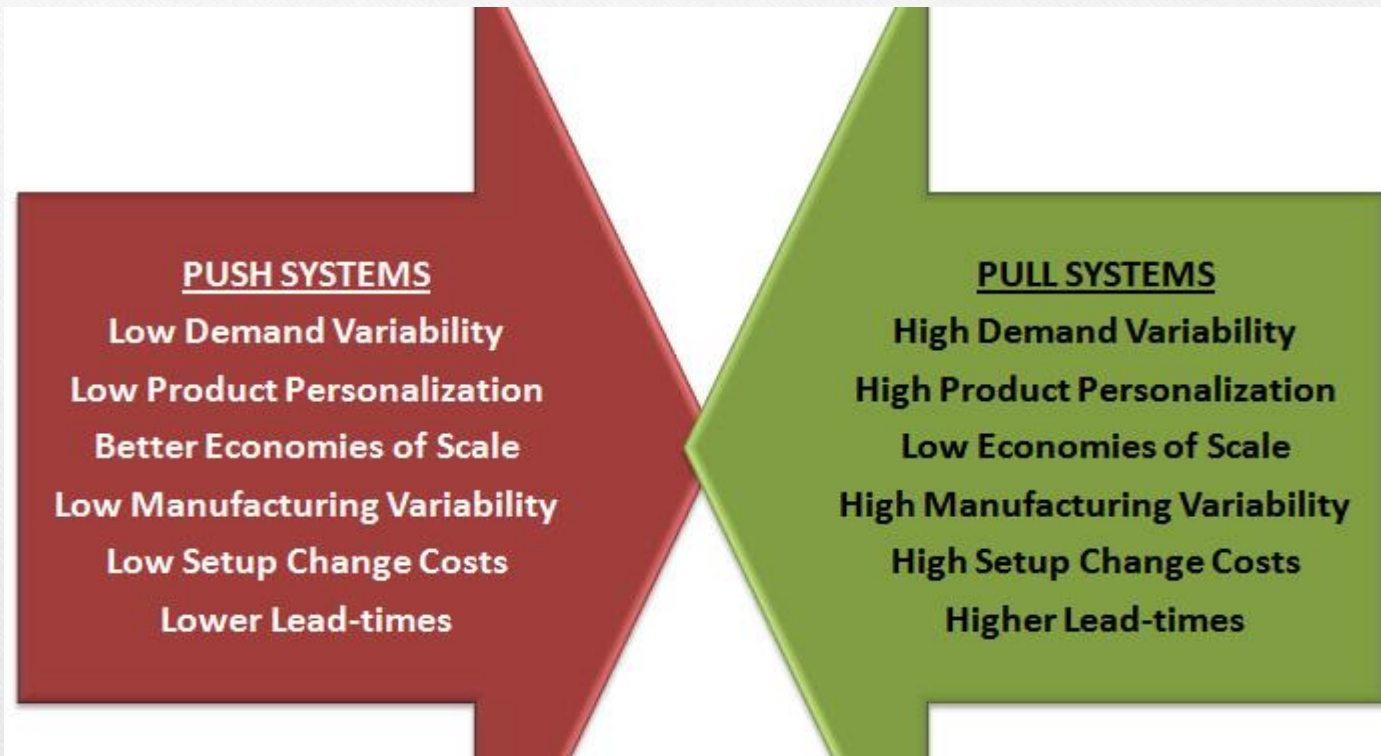 PUSH SYSTEMS
Low Demand Variability
Low Product Personalization
Better Economies of Scale
Low Manufacturing Variability
Low Setup Change Costs
Lower Lead-times
PULL SYSTEMS
High Demand Variability
High Product Personalization
Low Economies of Scale
High Manufacturing Variability
High Setup Change Costs
Higher Lead-times